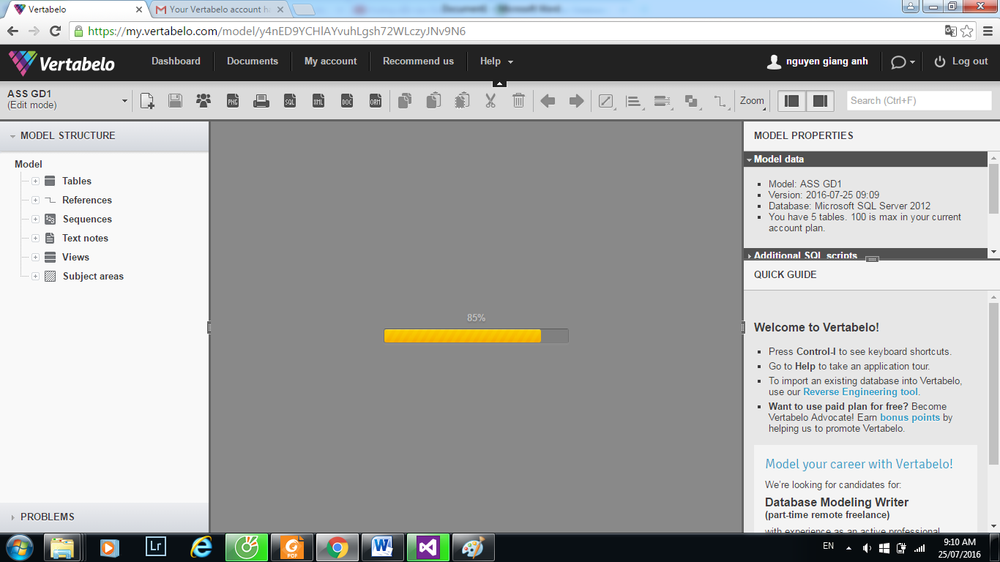 Vertabelo
Your Vertabelo account ha
Document1 - Microsoft Word
https://my.vertabelo.com/model/y4nED9YCHlAYvuhLgsh72WLczyJNv9N6
Vertabelo
Dashboard
Documents
My account
Recommend us
Help
nguyen giang anh
Log out
ASS GD1
(Edit mode)
PNG
SQL
XML
DOC
ORM
Zoom
Search (Ctrl+F)
MODEL STRUCTURE
Model
Tables
References
123 Sequences
Text notes
Views
Subject areas
PROBLEMS
85%
MODEL PROPERTIES
Model data
Model: ASS GD1
Version: 2016-07-25 09:09
Database: Microsoft SQL Server 2012
You have 5 tables. 100 is max in your current
account plan.
Additional SQL scripts
QUICK GUIDE
Welcome to Vertabelo!
Press Control-I to see keyboard shortcuts.
Go to Help to take an application tour.
To import an existing database into Vertabelo,
use our Reverse Engineering tool.
Want to use paid plan for free? Become
Vertabelo Advocate! Earn bonus points by
helping us to promote Vertabelo.
Model your career with Vertabelo!
We're looking for candidates for:
Database Modeling Writer
(part-time remote freelance)
with experience as an active professional
Lr
PDF
W
EN
9:10 AM
25/07/2016